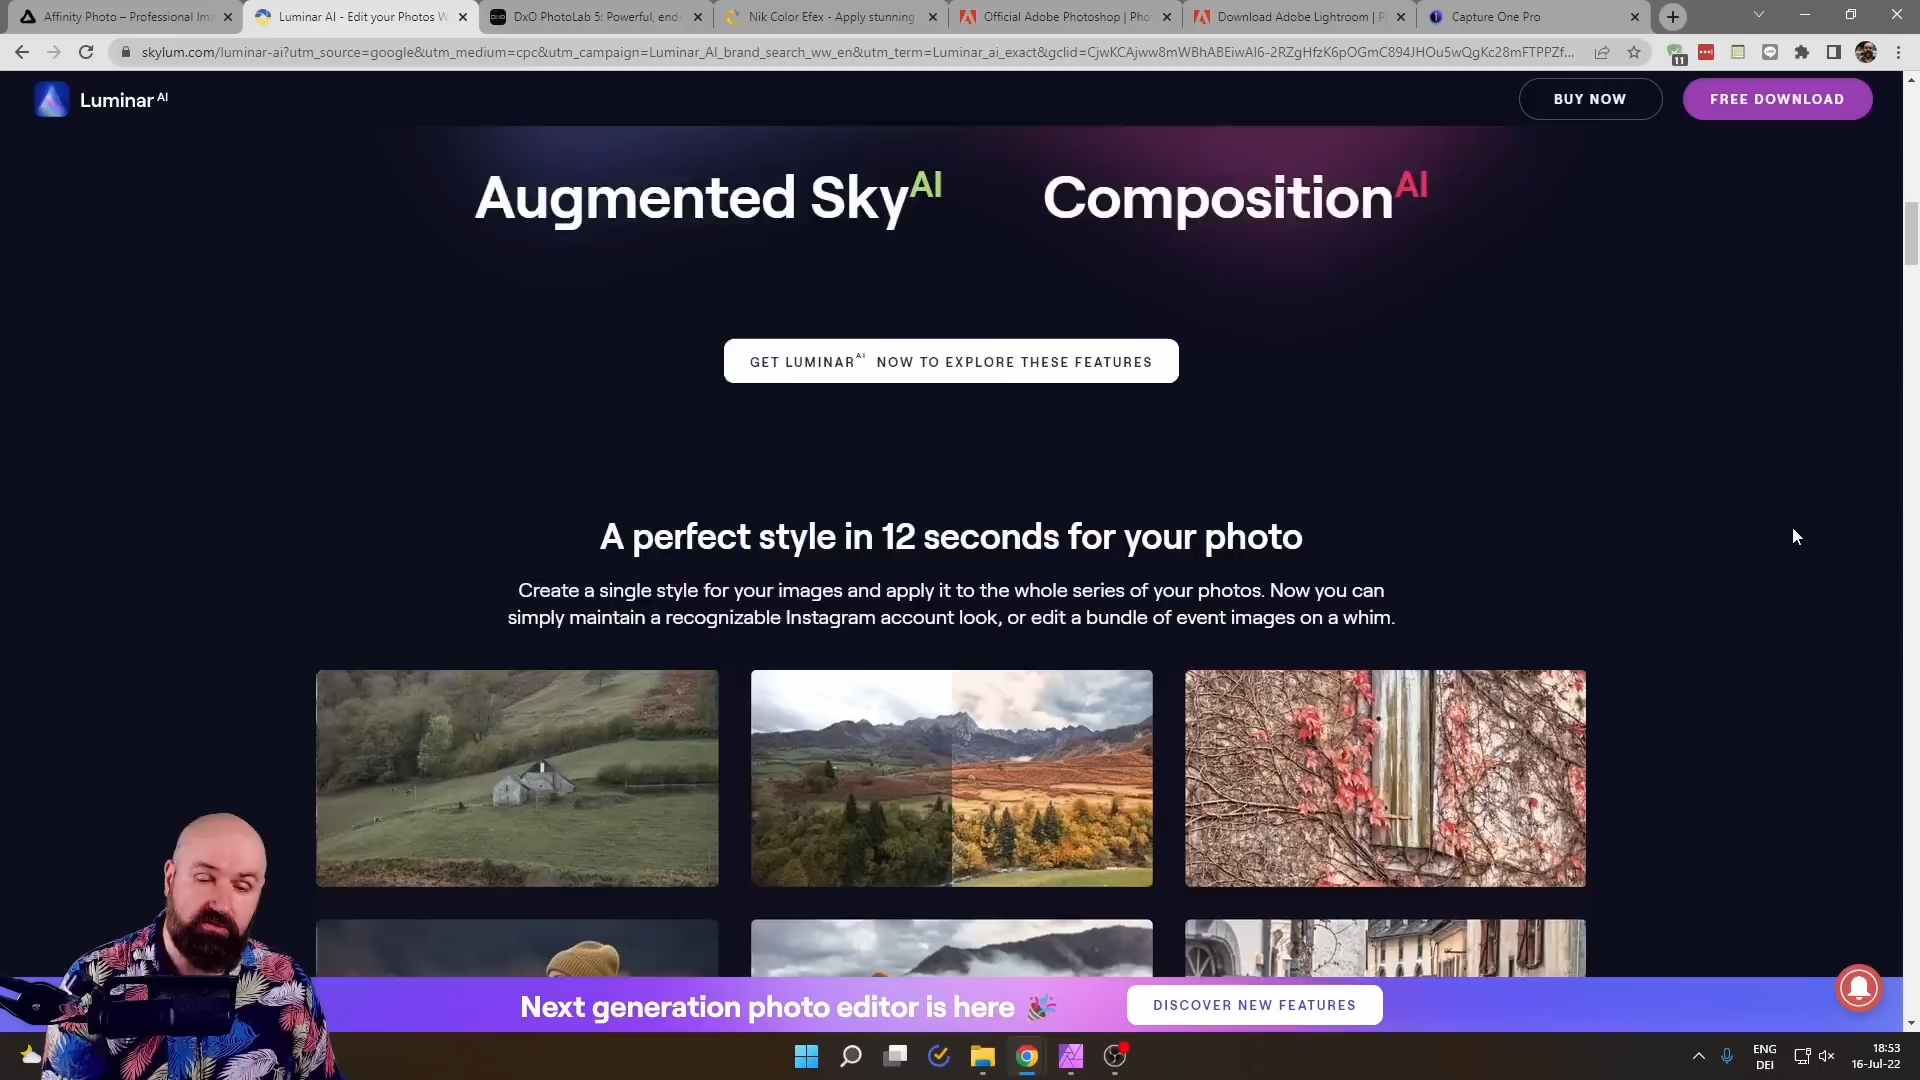 Affinity Photo – Professional Ima
Luminar AI - Edit your Photos W
DxO PhotoLab 5: Powerful, end-
Nik Color Efex - Apply stunning
Official Adobe Photoshop | Pho
Download Adobe Lightroom | P
Capture One Pro
skylum.com/luminar-ai?utm_source=google&utm_medium=cpc&utm_campaign=Luminar_AI_brand_search_ww_en&utm_term=Luminar_ai_exact&gclid=CjwKCAjww8mWBhABEiwAl6-2RZgHfzK6pOGmC894JHOu5wQgKc28mFTPPZf...
11
Luminar AI
BUY NOW
FREE DOWNLOAD
Augmented Sky AI
Composition AI
GET LUMINAR AI NOW TO EXPLORE THESE FEATURES
A perfect style in 12 seconds for your photo
Create a single style for your images and apply it to the whole series of your photos. Now you can
simply maintain a recognizable Instagram account look, or edit a bundle of event images on a whim.
Next generation photo editor is here
DISCOVER NEW FEATURES
ENG
DEI
18:53
16-Jul-22